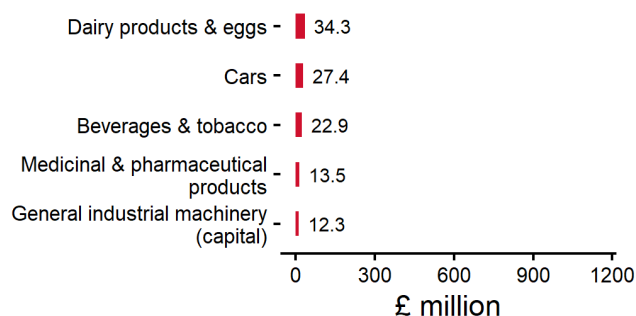 Dairy products & eggs 34.3
Cars 27.4
Beverages & tobacco 22.9
Medicinal & pharmaceutical
products 13.5
General industrial machinery
(capital) 12.3
0 300 600 900 1200
£ million